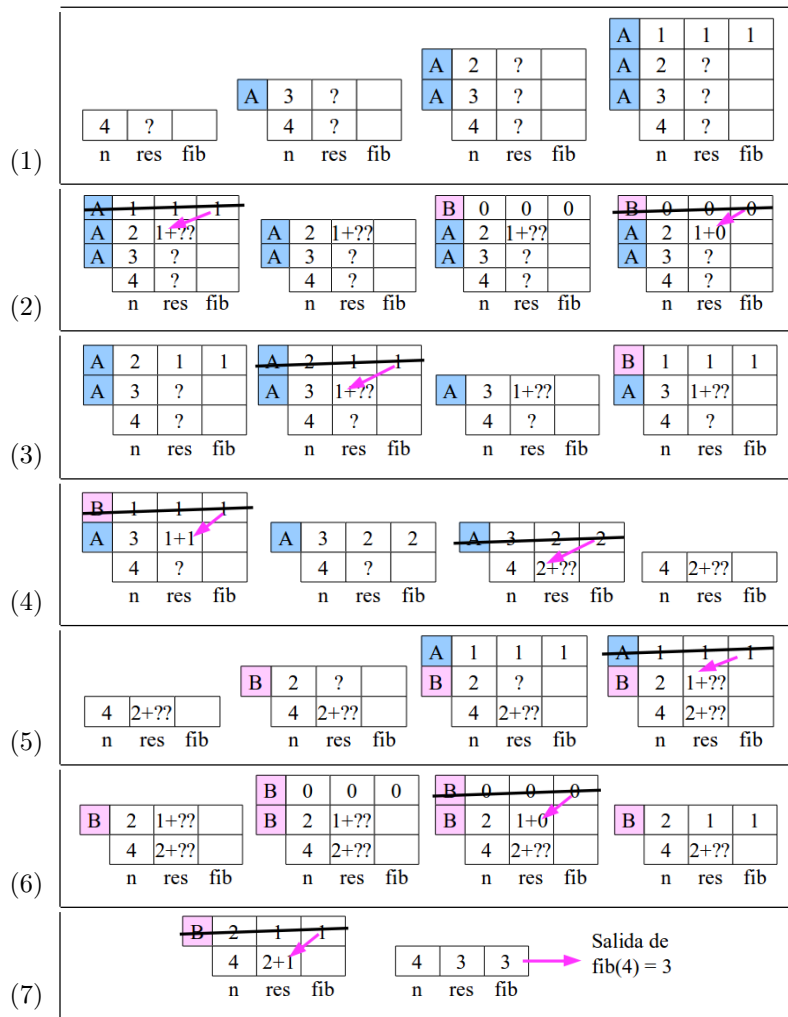 A 1 1 1
A 2 ? A 2 ?
A 3 ? A 3 ? A 3 ?
4 ? 4 ? 4 ? 4 ?
(1) n res fib n res fib n res fib n res fib
A 1 1 1 B 0 0 0 B 0 0 0
A 2 1+?? A 2 1+?? A 2 1+?? A 2 1+0
A 3 ? A 3 ? A 3 ? A 3 ?
4 ? 4 ? 4 ? 4 ?
(2) n res fib n res fib n res fib n res fib
A 2 1 1 A 2 1 1 B 1 1 1
A 3 ? A 3 1+?? A 3 1+?? A 3 1+??
4 ? 4 ? 4 ? 4 ?
(3) n res fib n res fib n res fib n res fib
B 1 1 1
A 3 1+1 A 3 2 2 A 3 2 2
4 ? 4 ? 4 2+?? 4 2+??
(4) n res fib n res fib n res fib n res fib
A 1 1 1 A 1 1 1
B 2 ? B 2 ? B 2 1+??
4 2+?? 4 2+?? 4 2+?? 4 2+??
(5) n res fib n res fib n res fib n res fib
B 0 0 0 B 0 0 0
B 2 1+?? B 2 1+?? B 2 1+0 B 2 1 1
4 2+?? 4 2+?? 4 2+?? 4 2+??
(6) n res fib n res fib n res fib n res fib
B 2 1 1 Salida de
4 2+1 4 3 3 fib(4) = 3
(7) n res fib n res fib